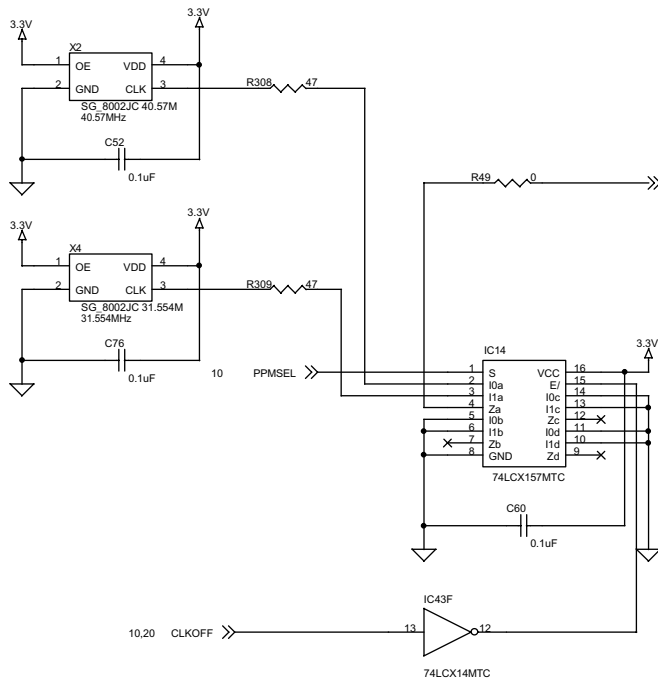 3.3V
3.3V
X2
1 OE VDD 4
2 GND CLK 3
R308 47
SG_8002JC 40.57M
40.57MHz
C52
0.1uF
R49 0
3.3V
3.3V
X4
1 OE VDD 4
2 GND CLK 3
R309 47
SG_8002JC 31.554M
31.554MHz
C76
0.1uF
10 PPMSEL
3.3V
IC14
1 S VCC 16
2 I0a E/ 15
3 I1a I0c 14
4 Za I1c 13
5 I0b Zc 12
6 I1b I0d 11
7 Zb I1d 10
8 GND Zd 9
74LCX157MTC
C60
0.1uF
IC43F
10,20 CLKOFF 13 12
74LCX14MTC